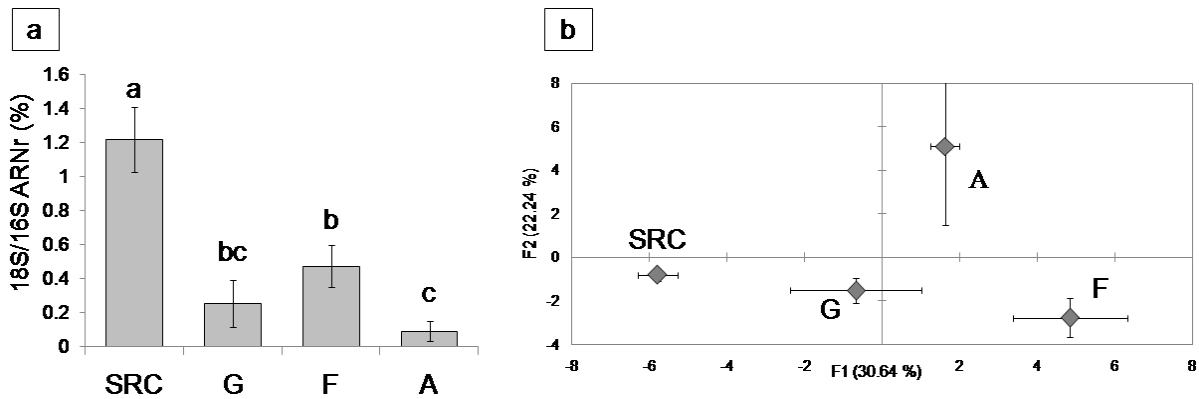 a
18S/16S ARNr (%)
1.6
1.4
1.2
1
0.8
0.6
0.4
0.2
0
a
bc
b
c
SRC G F A
b
F2 (22.24 %)
8
6
4
2
0
-2
-4
SRC
G
A
F
-8 -6 -4 -2 0 2 4 6 8
F1 (30.64 %)